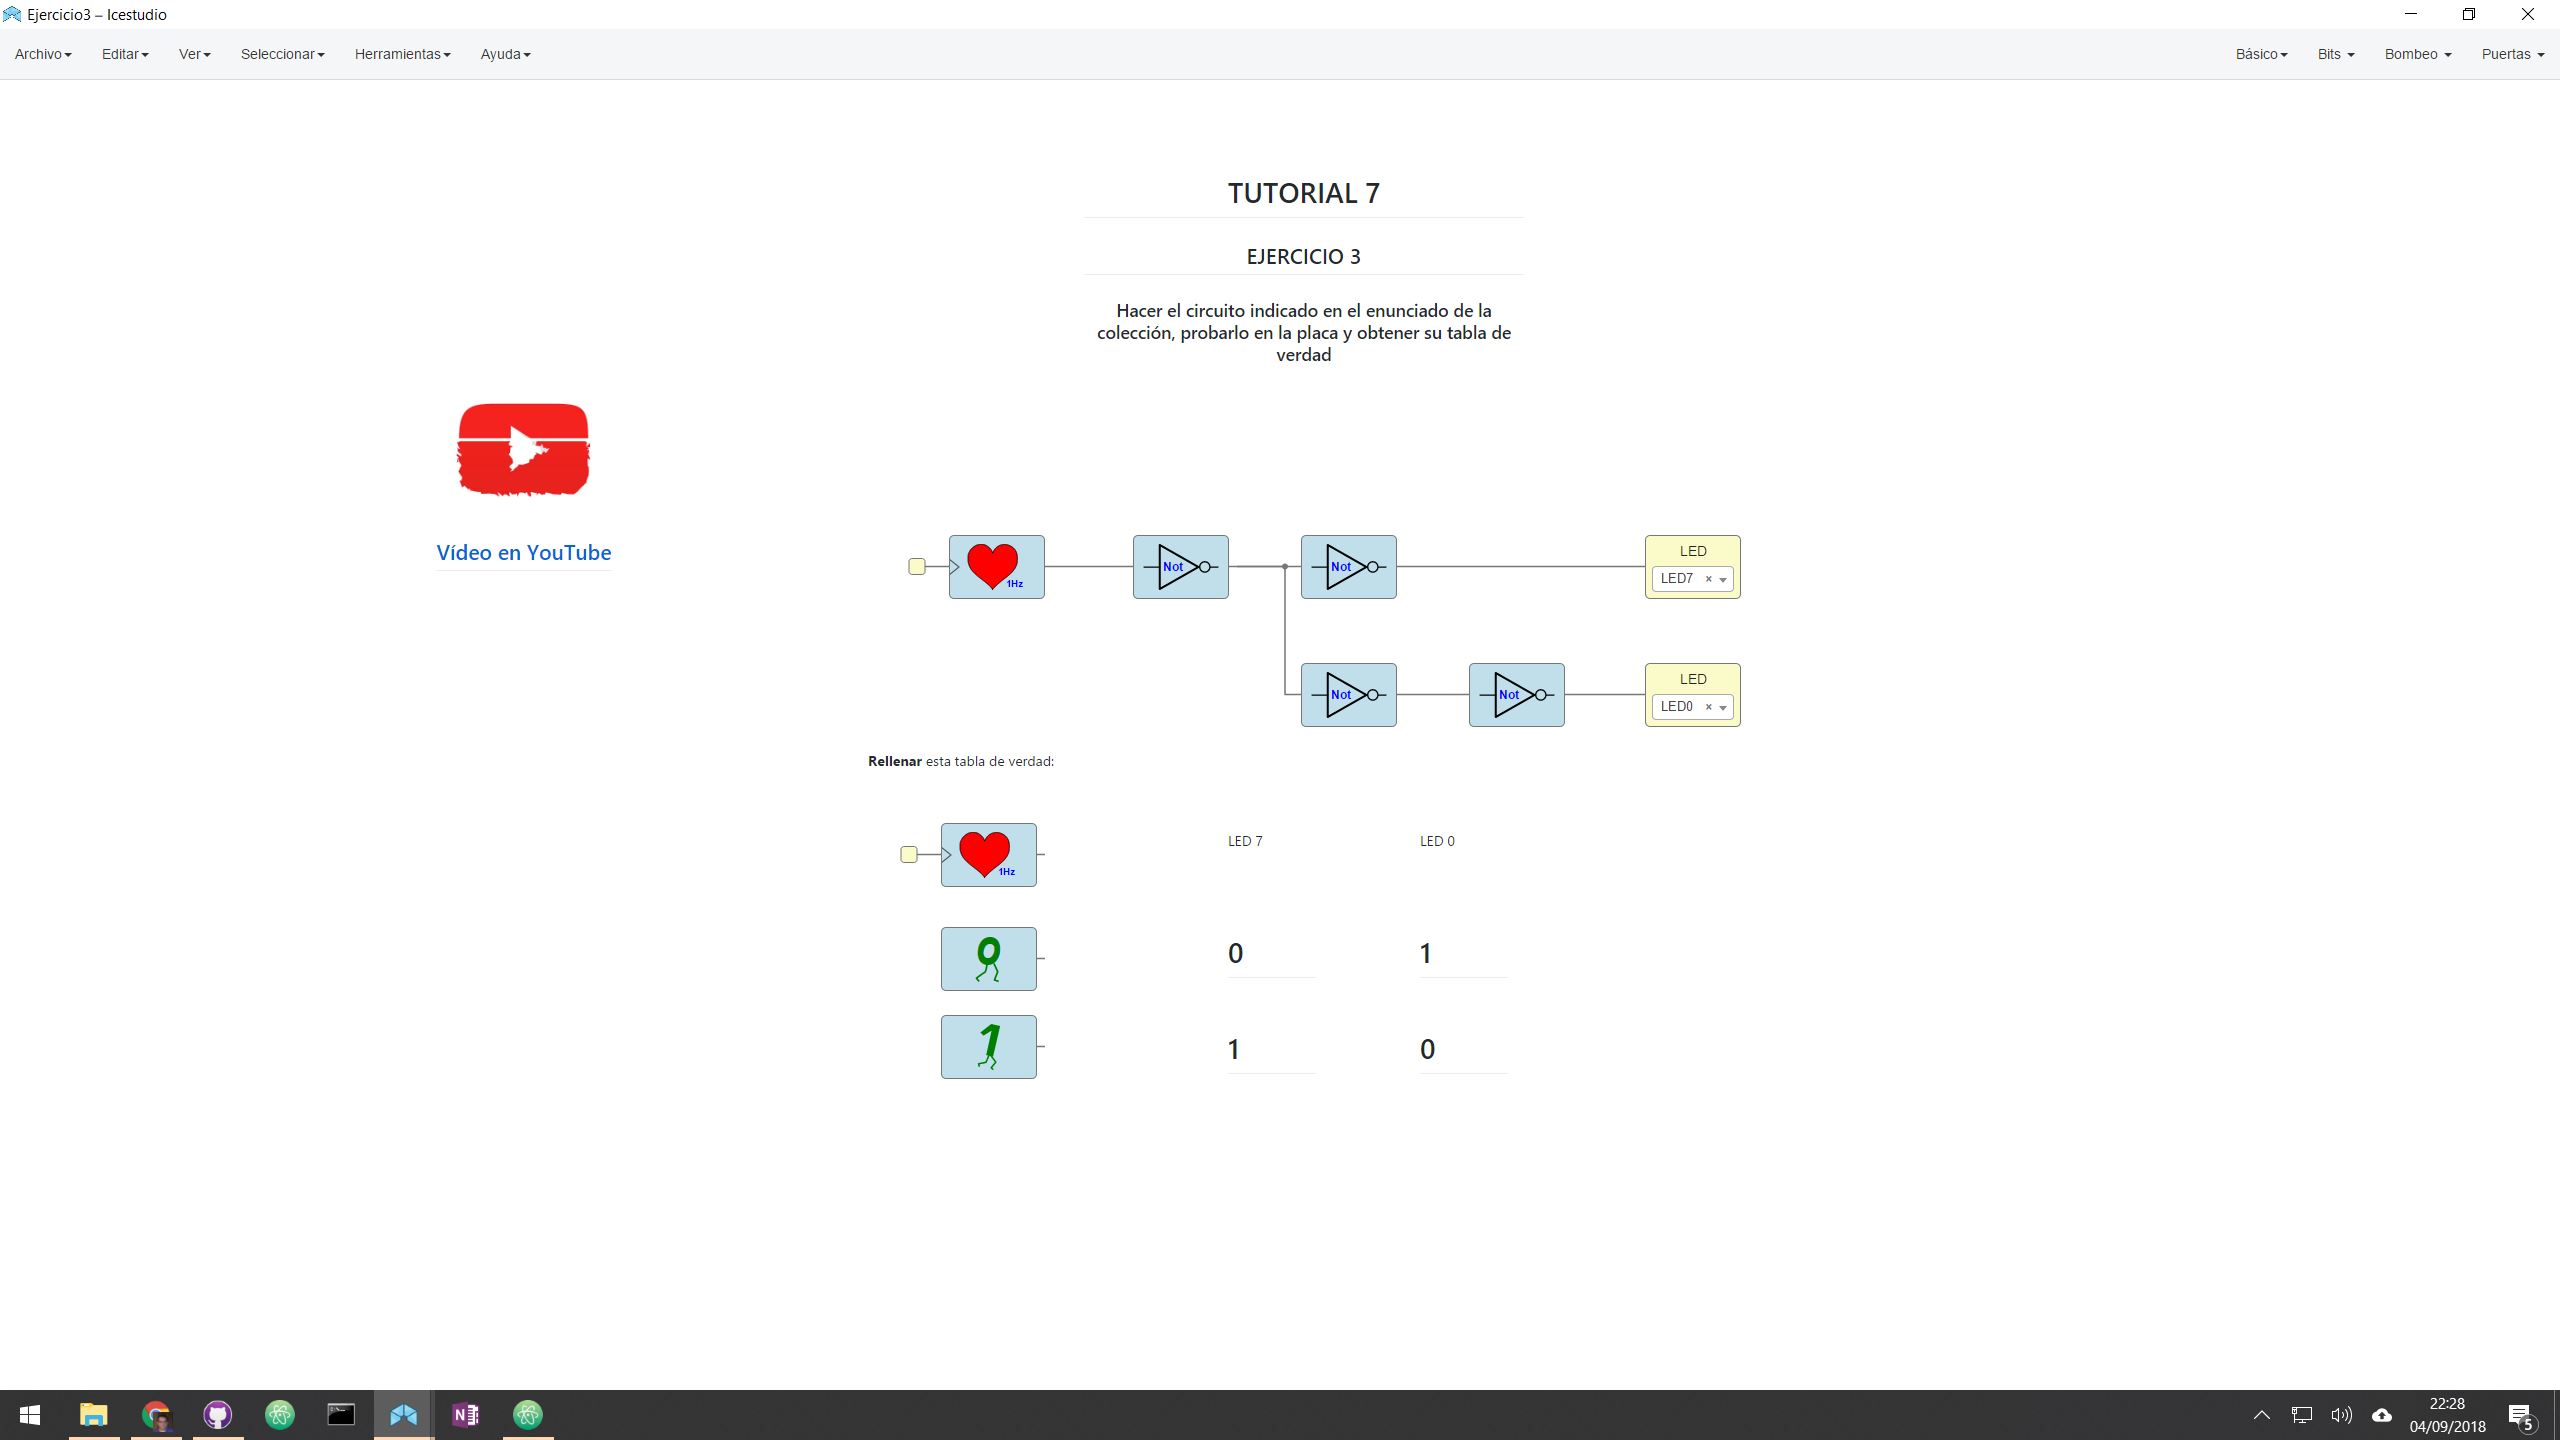 Ejercicio3 – Icestudio
Archivo Editar Ver Seleccionar Herramientas Ayuda Básico Bits Bombeo Puertas
TUTORIAL 7
EJERCICIO 3
Hacer el circuito indicado en el enunciado de la
colección, probarlo en la placa y obtener su tabla de
verdad
Vídeo en YouTube
1Hz Not Not LED
LED7 ×
Not Not LED
LED0 ×
Rellenar esta tabla de verdad:
1Hz LED 7 LED 0
0 0 1
1 1 0
N
22:28
04/09/2018
5